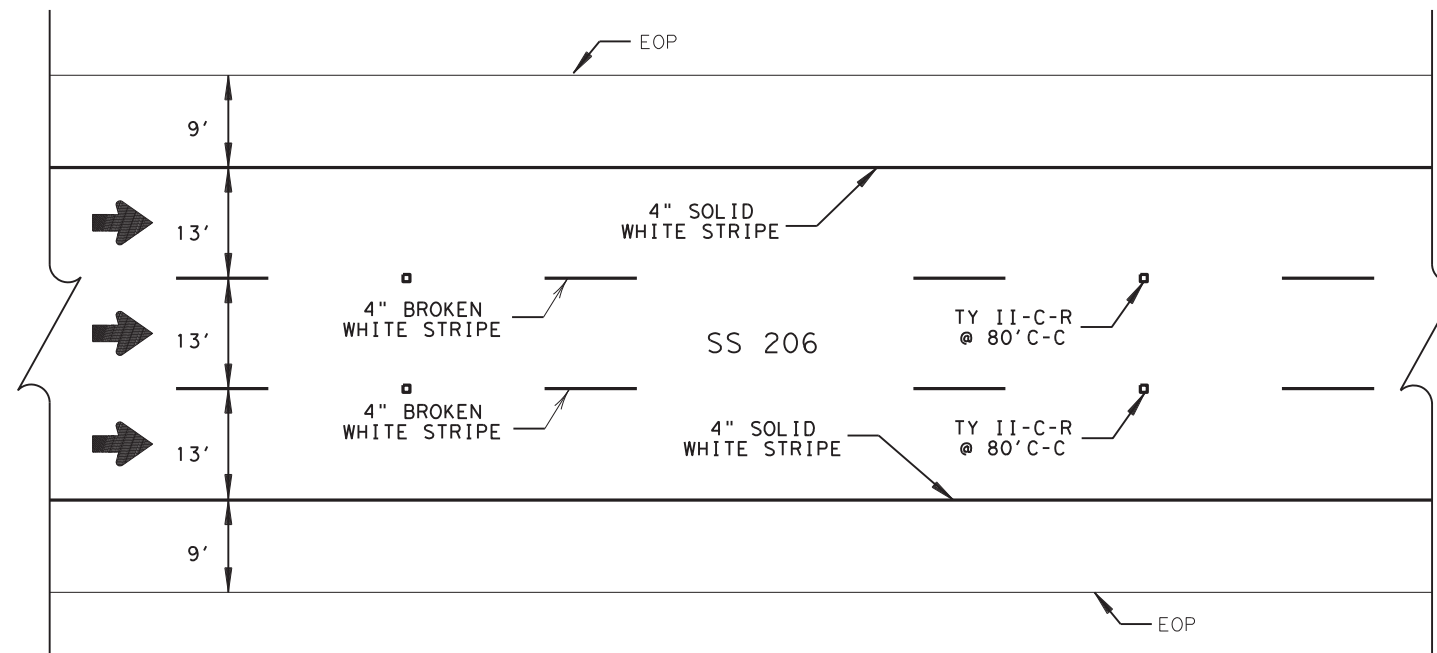 EOP
9'
4" SOLID
WHITE STRIPE
13'
4" BROKEN
WHITE STRIPE
TY II-C-R
@ 80'C-C
13'
SS 206
4" BROKEN
WHITE STRIPE
4" SOLID
WHITE STRIPE
TY II-C-R
@ 80'C-C
13'
9'
EOP